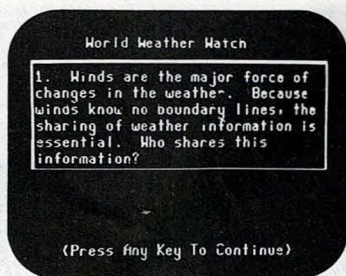 World Weather Watch
1. Winds are the major force of
changes in the weather. Because
winds know no boundary lines, the
sharing of weather information is
essential. Who shares this
information?
(Press Any Key To Continue)